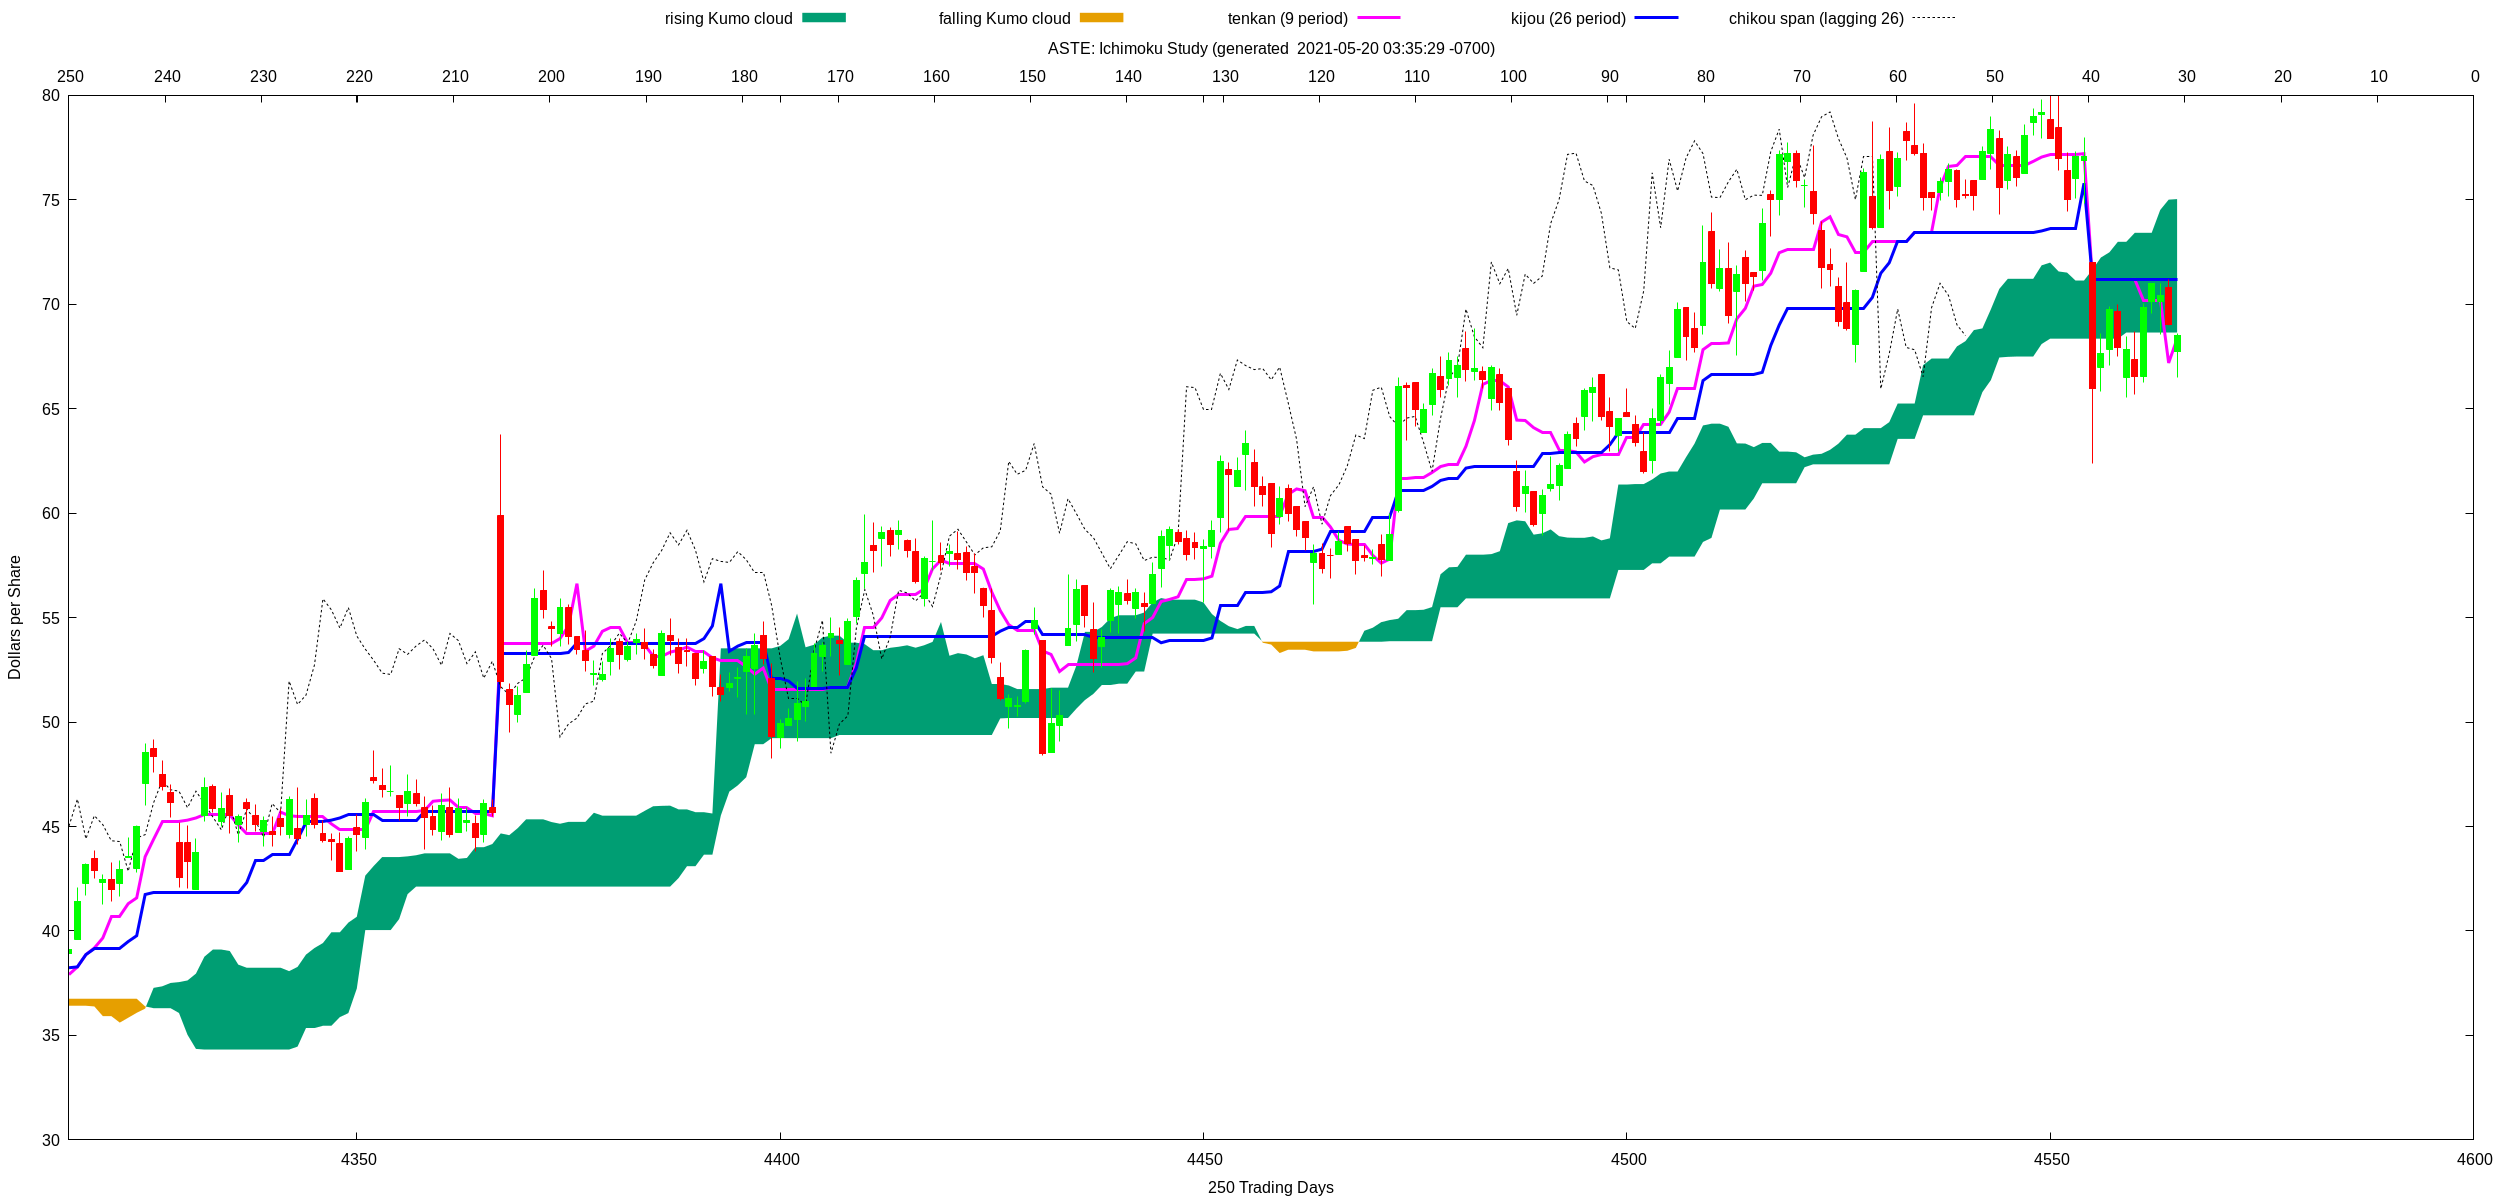 rising Kumo cloud falling Kumo cloud tenkan (9 period) kijou (26 period) chikou span (lagging 26)
ASTE: Ichimoku Study (generated  2021-05-20 03:35:29 -0700)
250 240 230 220 210 200 190 180 170 160 150 140 130 120 110 100 90 80 70 60 50 40 30 20 10 0
80
75
70
65
60
55
50
45
40
35
30
Dollars per Share
4350 4400 4450 4500 4550 4600
250 Trading Days